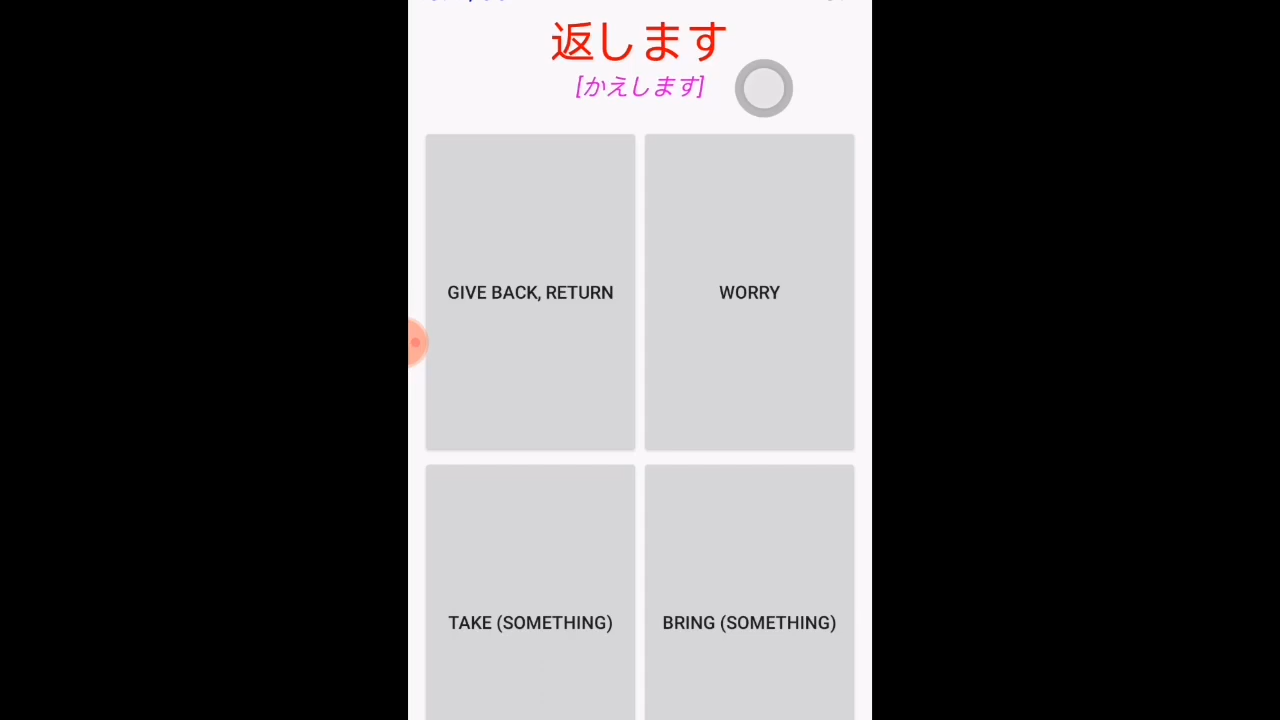 返します
[かえします]
GIVE BACK, RETURN
WORRY
TAKE (SOMETHING)
BRING (SOMETHING)